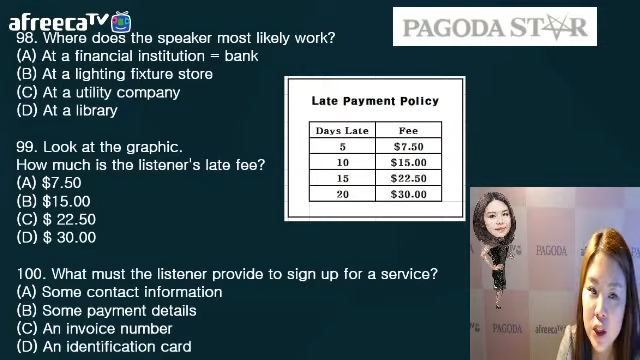 afreecaTV
PAGODA STAR
98. Where does the speaker most likely work?
(A) At a financial institution = bank
(B) At a lighting fixture store
(C) At a utility company
(D) At a library
Late Payment Policy
Days Late Fee
5 $7.50
10 $15.00
15 $22.50
20 $30.00
99. Look at the graphic.
How much is the listener's late fee?
(A) $7.50
(B) $15.00
(C) $ 22.50
(D) $ 30.00
100. What must the listener provide to sign up for a service?
(A) Some contact information
(B) Some payment details
(C) An invoice number
(D) An identification card
PAGODA
PAGODA
afreeca